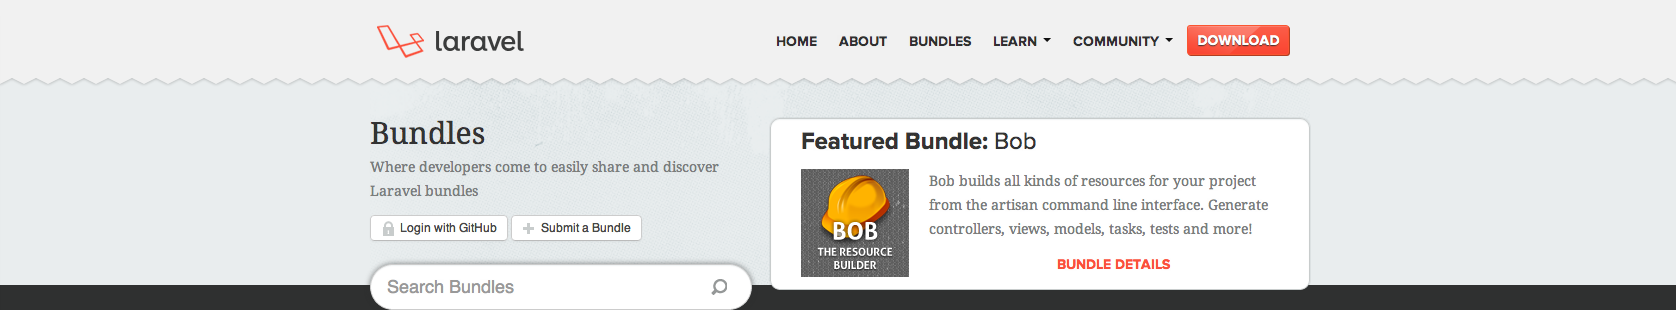 laravel
HOME ABOUT BUNDLES LEARN COMMUNITY DOWNLOAD
Bundles
Where developers come to easily share and discover
Laravel bundles
Login with GitHub Submit a Bundle
Search Bundles
Featured Bundle: Bob
BOB
THE RESOURCE
BUILDER
Bob builds all kinds of resources for your project
from the artisan command line interface. Generate
controllers, views, models, tasks, tests and more!
BUNDLE DETAILS